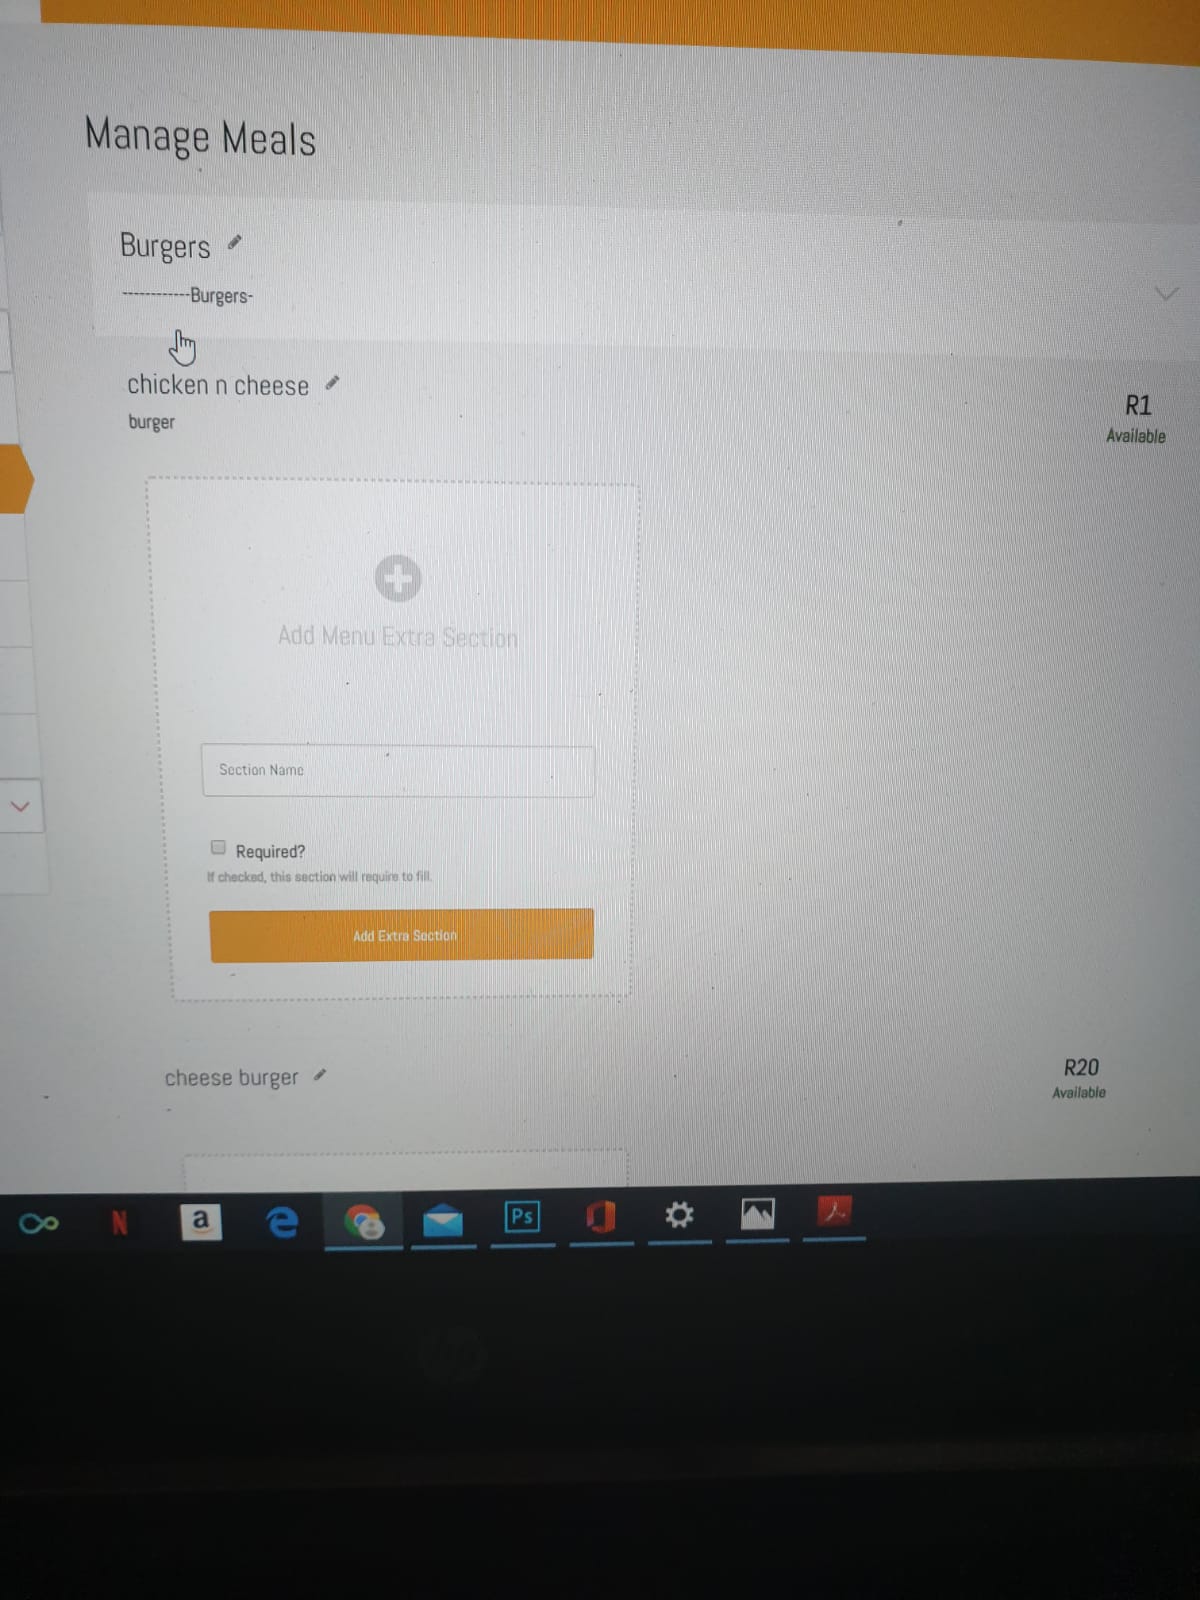 Manage Meals
Burgers
------------Burgers-
chicken n cheese
burger
R1
Available
Add Menu Extra Section
Section Name
Required?
If checked, this section will require to fill.
Add Extra Section
cheese burger
-
R20
Available
N
a
e
Ps